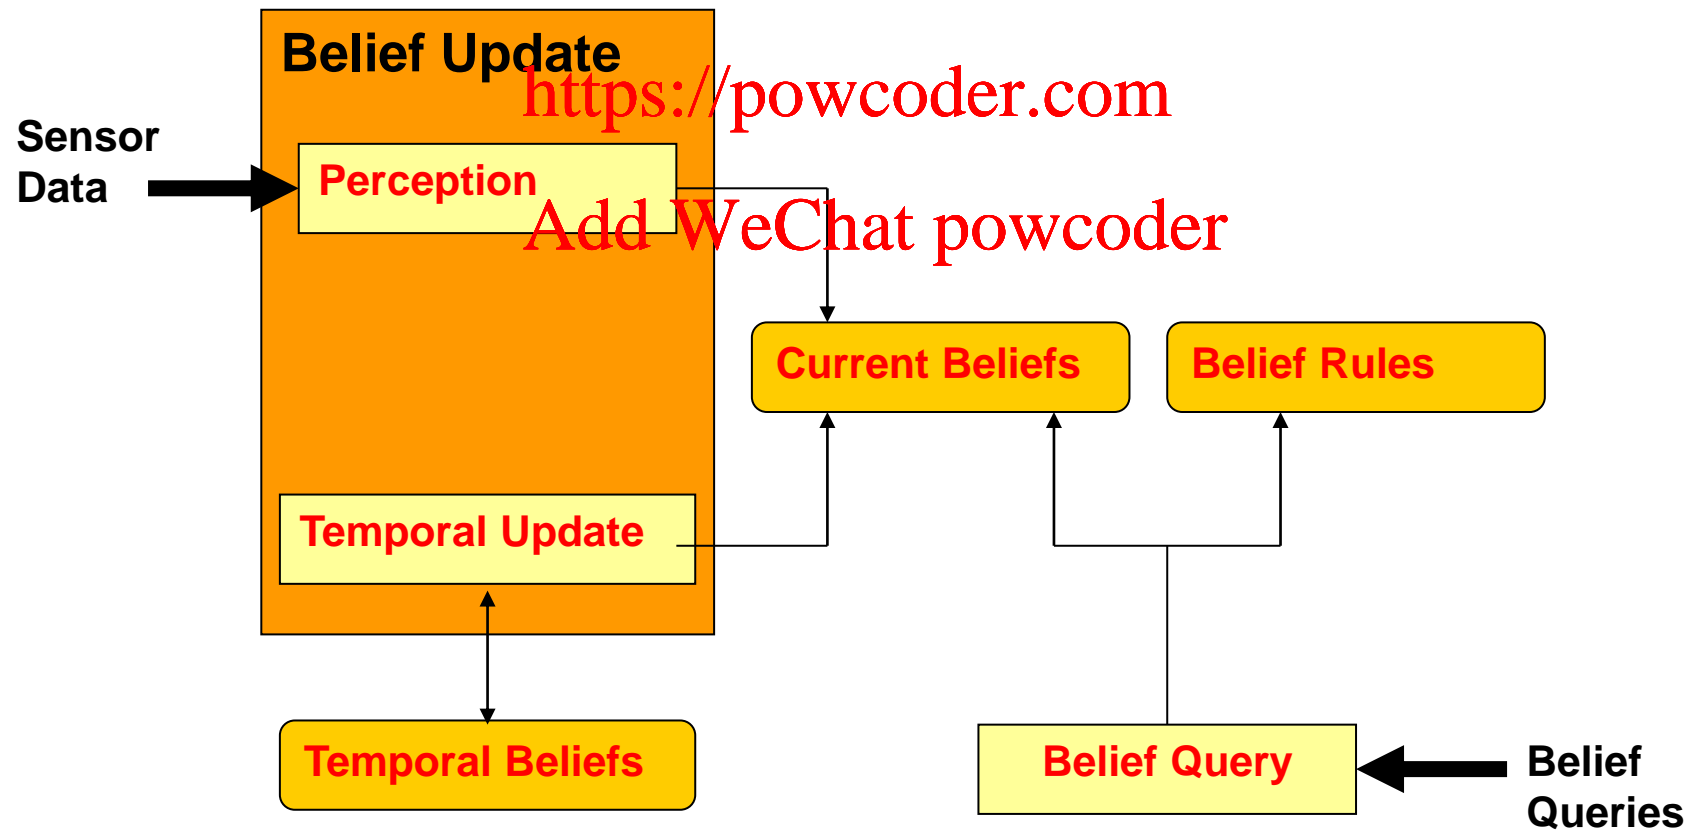 Belief Update
https://powcoder.com
Sensor
Data
Perception
Add WeChat powcoder
Current Beliefs
Belief Rules
Temporal Update
Temporal Beliefs
Belief Query
Belief
Queries